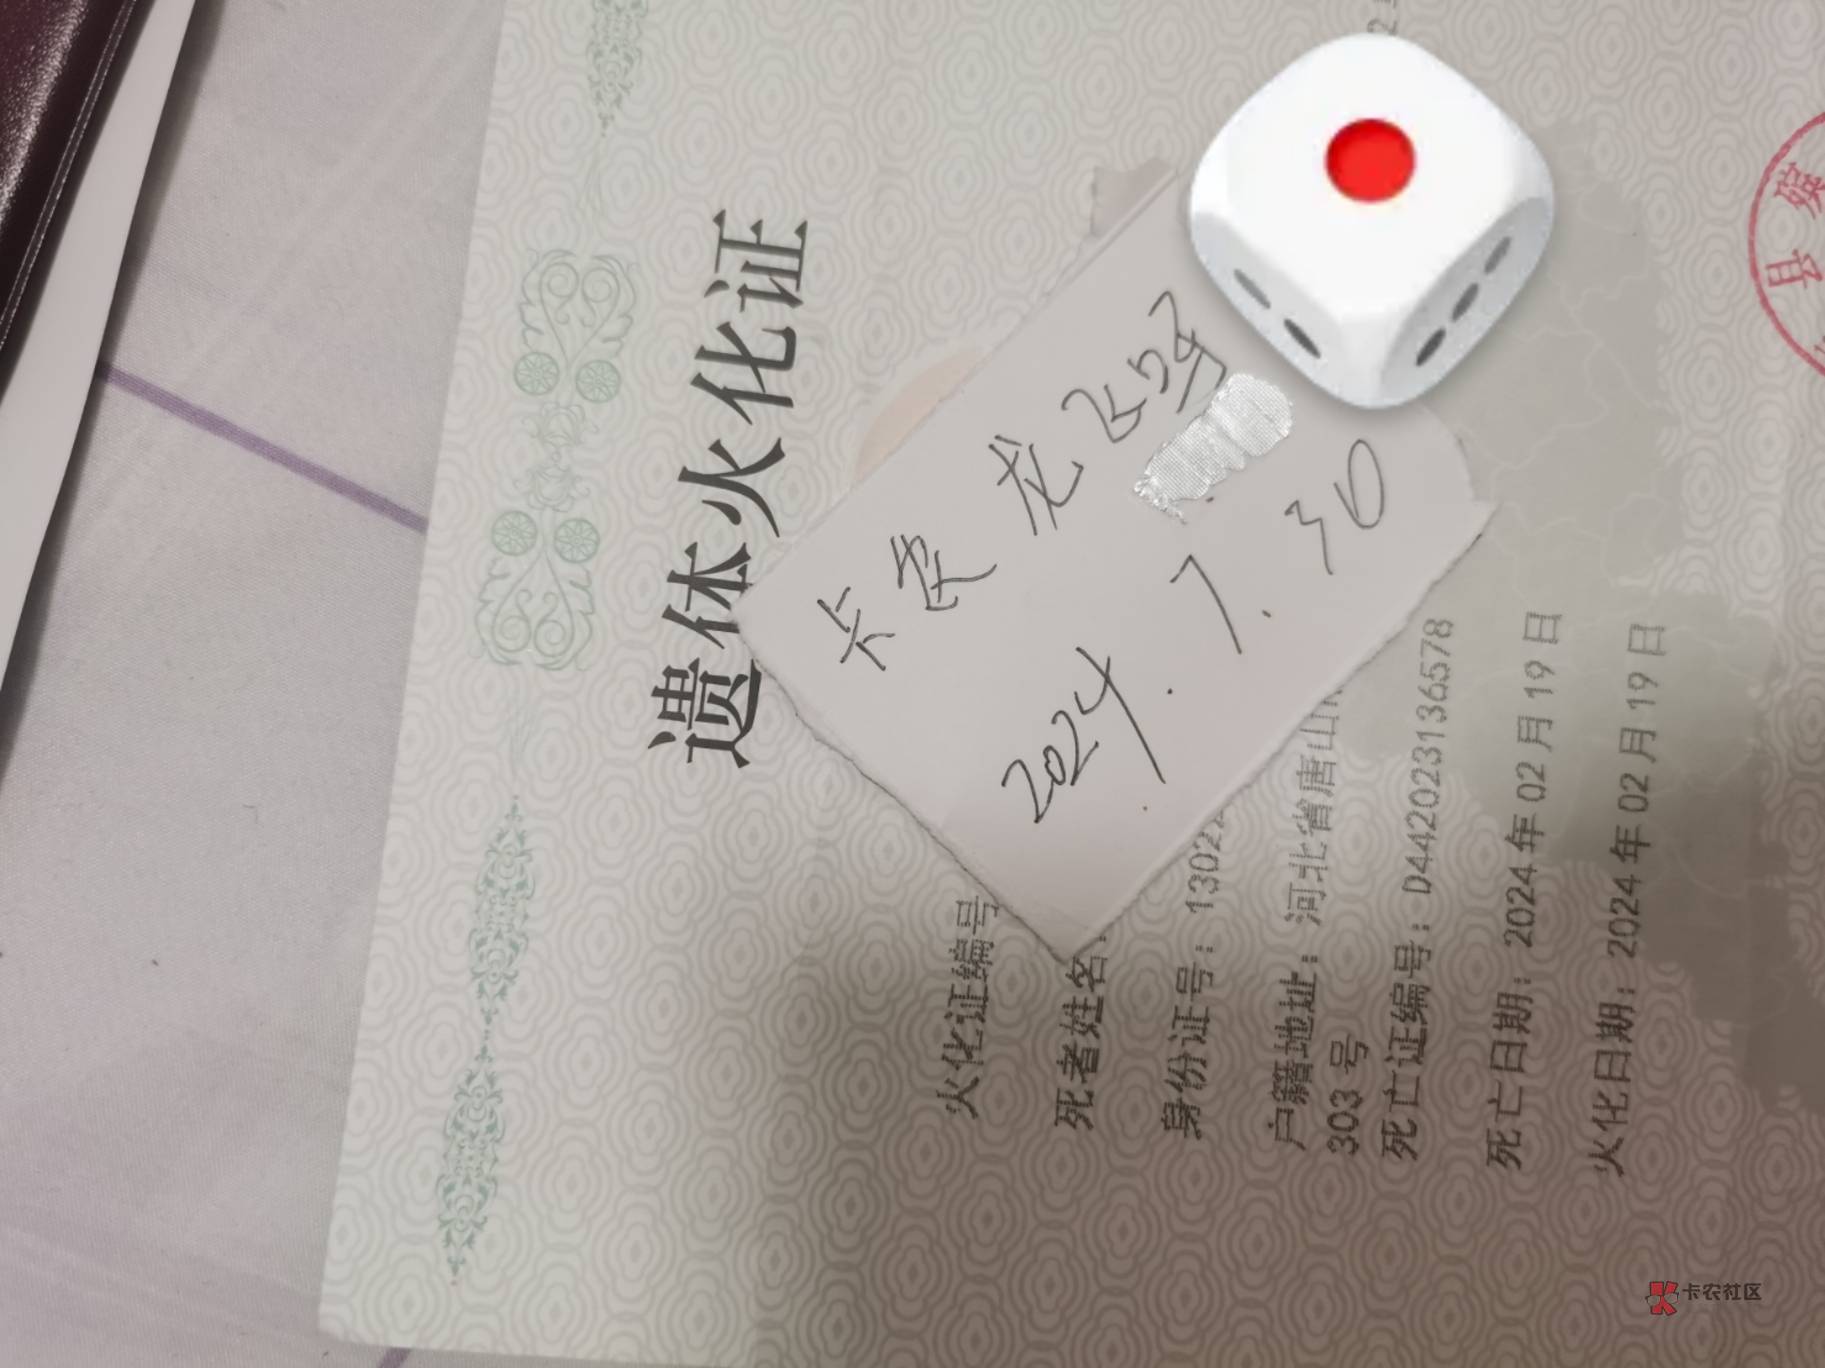 遗体火化证
卡农 龙飞
2024.7.30
火化证编号
死者姓名:
身份证号：1302
户籍地址：河北省唐山
303号
死亡证编号：D442023136578
死亡日期：2024年02月19日
火化日期：2024年02月19日
县殡
卡农社区